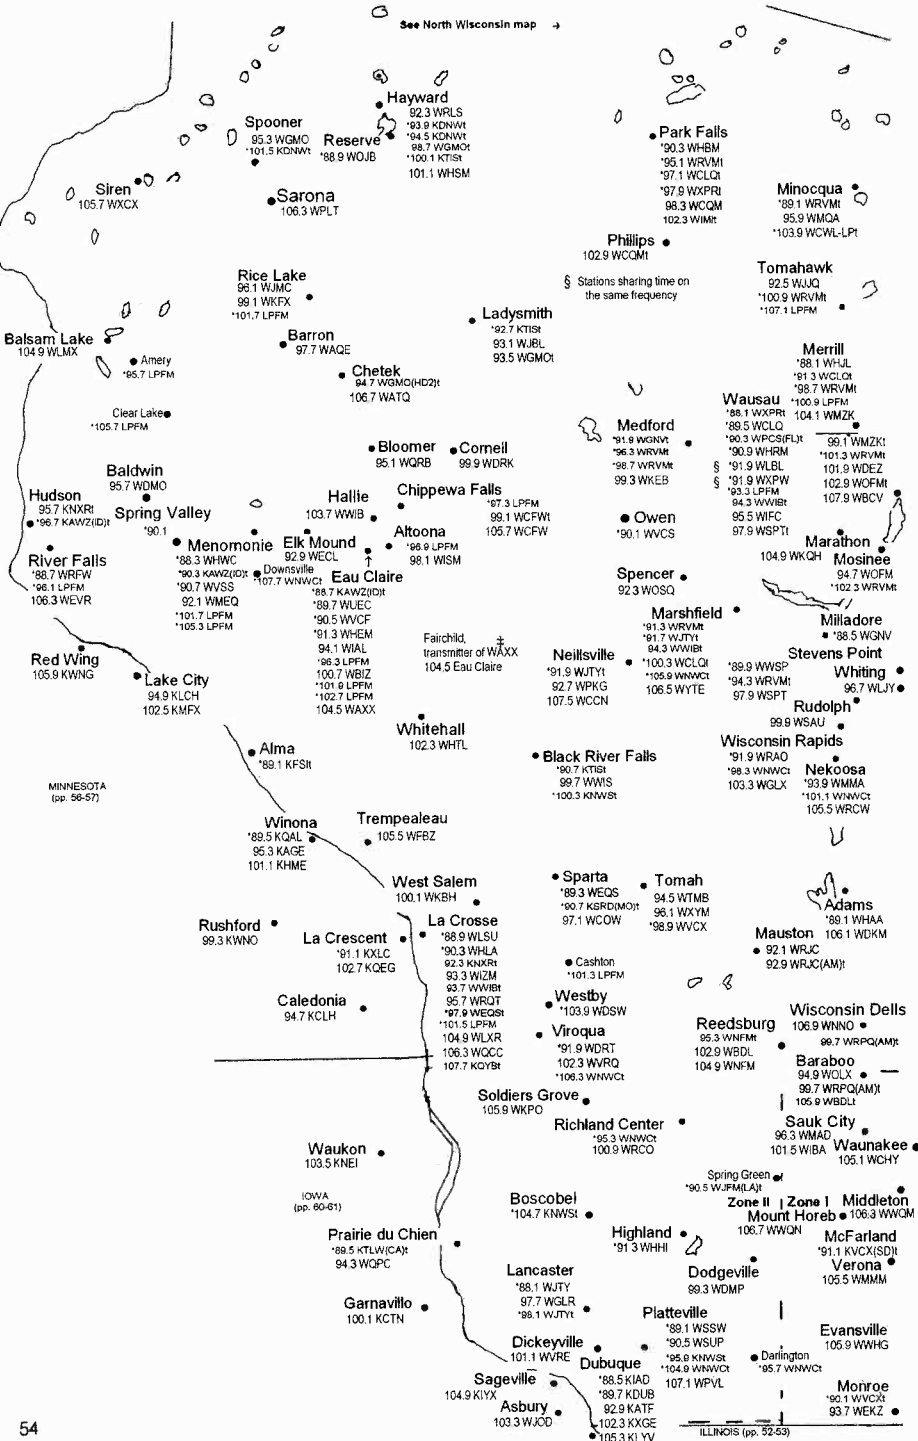 See North Wisconsin map →
Hayward
92.3 WRLS
*93.9 KDNWt
*94.5 KDNWt
98.7 WGMOt
*100.1 KTISt
101.1 WHSM
Spooner
95.3 WGMO
*101.5 KDNWt
Reserve
*88.9 WOJB
Park Falls
*90.3 WHBM
*95.1 WRVMt
*97.1 WCLQt
*97.9 WXPRt
98.3 WCQM
102.3 WIMIt
Siren
105.7 WXCX
Sarona
106.3 WPLT
Minocqua
*89.1 WRVMt
95.9 WMQA
*103.9 WCWL-LPt
Phillips
102.9 WCQMt
Rice Lake
96.1 WJMC
99.1 WKFX
*101.7 LPFM
§ Stations sharing time on
the same frequency
Tomahawk
92.5 WJJQ
*100.9 WRVMt
*107.1 LPFM
Ladysmith
*92.7 KTISt
93.1 WJBL
93.5 WGMOt
Balsam Lake
104.9 WLMX
Barron
97.7 WAQE
Amery
*95.7 LPFM
Chetek
94.7 WGMO(HD2)t
106.7 WATQ
Merrill
*88.1 WHJL
*91.3 WCLQt
*98.7 WRVMt
*100.9 LPFM
104.1 WMZK
Clear Lake
*105.7 LPFM
Wausau
*88.1 WXPRt
*89.5 WCLQ
*90.3 WPCS(FL)t
*90.9 WHRM
§ *91.9 WLBL
§ *91.9 WXPW
*93.3 LPFM
94.3 WWIBt
95.5 WIFC
97.9 WSPTt
99.1 WMZKt
*101.3 WRVMt
101.9 WDEZ
102.9 WOFMt
107.9 WBCV
Medford
*91.9 WGNVt
*96.3 WRVMt
*98.7 WRVMt
99.3 WKEB
Bloomer
95.1 WQRB
Cornell
99.9 WDRK
Baldwin
95.7 WDMO
Hudson
95.7 KNXRt
*96.7 KAWZ(ID)t
Spring Valley
*90.1
Hallie
103.7 WWIB
Chippewa Falls
*97.3 LPFM
99.1 WCFWt
105.7 WCFW
Owen
*90.1 WVCS
River Falls
*88.7 WRFW
*96.1 LPFM
106.3 WEVR
Menomonie
*88.3 WHWC
*90.3 KAWZ(ID)t
*90.7 WVSS
92.1 WMEQ
*101.7 LPFM
*105.3 LPFM
Elk Mound
92.9 WECL
Altoona
*96.9 LPFM
98.1 WISM
Downsville
*107.7 WNWCt
↑
Eau Claire
*88.7 KAWZ(ID)t
*89.7 WUEC
*90.5 WVCF
*91.3 WHEM
94.1 WIAL
*96.3 LPFM
100.7 WBIZ
*101.9 LPFM
*102.7 LPFM
104.5 WAXX
Marathon
104.9 WKQH
Mosinee
94.7 WOFM
*102.3 WRVMt
Spencer
92.3 WOSQ
Marshfield
*91.3 WRVMt
*91.7 WJTYt
94.3 WWIBt
*100.3 WCLQt
*105.9 WNWCt
106.5 WYTE
Milladore
*88.5 WGNV
Fairchild,
transmitter of WAXX
104.5 Eau Claire
Red Wing
105.9 KWNG
Neillsville
*91.9 WJTYt
92.7 WPKG
107.5 WCCN
Stevens Point
*89.9 WWSP
*94.3 WRVMt
97.9 WSPT
Whiting
96.7 WLJY
Lake City
94.9 KLCH
102.5 KMFX
Rudolph
99.9 WSAU
Whitehall
102.3 WHTL
Alma
*89.1 KFSIt
Black River Falls
*90.7 KTISt
99.7 WWIS
*100.3 KNWSt
Wisconsin Rapids
*91.9 WRAO
*98.3 WNWCt
103.3 WGLX
Nekoosa
*93.9 WMMA
*101.1 WNWCt
105.5 WRCW
MINNESOTA
(pp. 56-57)
Winona
*89.5 KQAL
95.3 KAGE
101.1 KHME
Trempealeau
105.5 WFBZ
West Salem
100.1 WKBH
Sparta
*89.3 WEQS
*90.7 KSRD(MO)t
97.1 WCOW
Tomah
94.5 WTMB
96.1 WXYM
*98.9 WVCX
Adams
*89.1 WHAA
106.1 WDKM
Rushford
99.3 KWNO
La Crescent
*91.1 KXLC
102.7 KQEG
La Crosse
*88.9 WLSU
*90.3 WHLA
92.3 KNXRt
93.3 WIZM
93.7 WWIBt
95.7 WRQT
*97.9 WEQSt
*101.5 LPFM
104.9 WLXR
106.3 WQCC
107.7 KQYBt
Mauston
92.1 WRJC
92.9 WRJC(AM)t
Cashton
*101.3 LPFM
Caledonia
94.7 KCLH
Westby
*103.9 WDSW
Wisconsin Dells
106.9 WNNO
99.7 WRPQ(AM)t
Viroqua
*91.9 WDRT
102.3 WVRQ
*106.3 WNWCt
Reedsburg
95.3 WNFMt
102.9 WBDL
104.9 WNFM
Baraboo
94.9 WOLX
99.7 WRPQ(AM)t
105.9 WBDLt
Soldiers Grove
105.9 WKPO
Richland Center
*95.3 WNWCt
100.9 WRCO
Sauk City
96.3 WMAD
101.5 WIBA
Waunakee
105.1 WCHY
Waukon
103.5 KNEI
Spring Green
*90.5 WJFM(LA)t
IOWA
(pp. 60-61)
Boscobel
*104.7 KNWSt
Zone II | Zone I
Middleton
106.3 WWQM
Mount Horeb
106.7 WWQN
Prairie du Chien
*89.5 KTLW(CA)t
94.3 WQPC
Highland
*91.3 WHHI
McFarland
*91.1 KVCX(SD)t
Verona
105.5 WMMM
Lancaster
*88.1 WJTY
97.7 WGLR
*98.1 WJTYt
Dodgeville
99.3 WDMP
Garnavillo
100.1 KCTN
Platteville
*89.1 WSSW
*90.5 WSUP
*95.9 KNWSt
*104.9 WNWCt
107.1 WPVL
Evansville
105.9 WWHG
Dickeyville
101.1 WVRE
Darlington
*95.7 WNWCt
Dubuque
*88.5 KIAD
*89.7 KDUB
92.9 KATF
102.3 KXGE
105.3 KLYV
Sageville
104.9 KIYX
Monroe
*90.1 WVCXt
93.7 WEKZ
Asbury
103.3 WJOD
ILLINOIS (pp. 52-53)
54